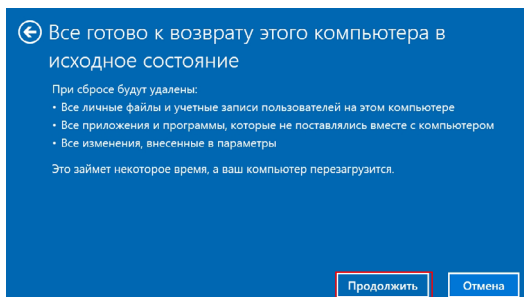 Все готово к возврату этого компьютера в
исходное состояние
При сбросе будут удалены:
• Все личные файлы и учетные записи пользователей на этом компьютере
• Все приложения и программы, которые не поставлялись вместе с компьютером
• Все изменения, внесенные в параметры
Это займет некоторое время, а ваш компьютер перезагрузится.
Продолжить
Отмена